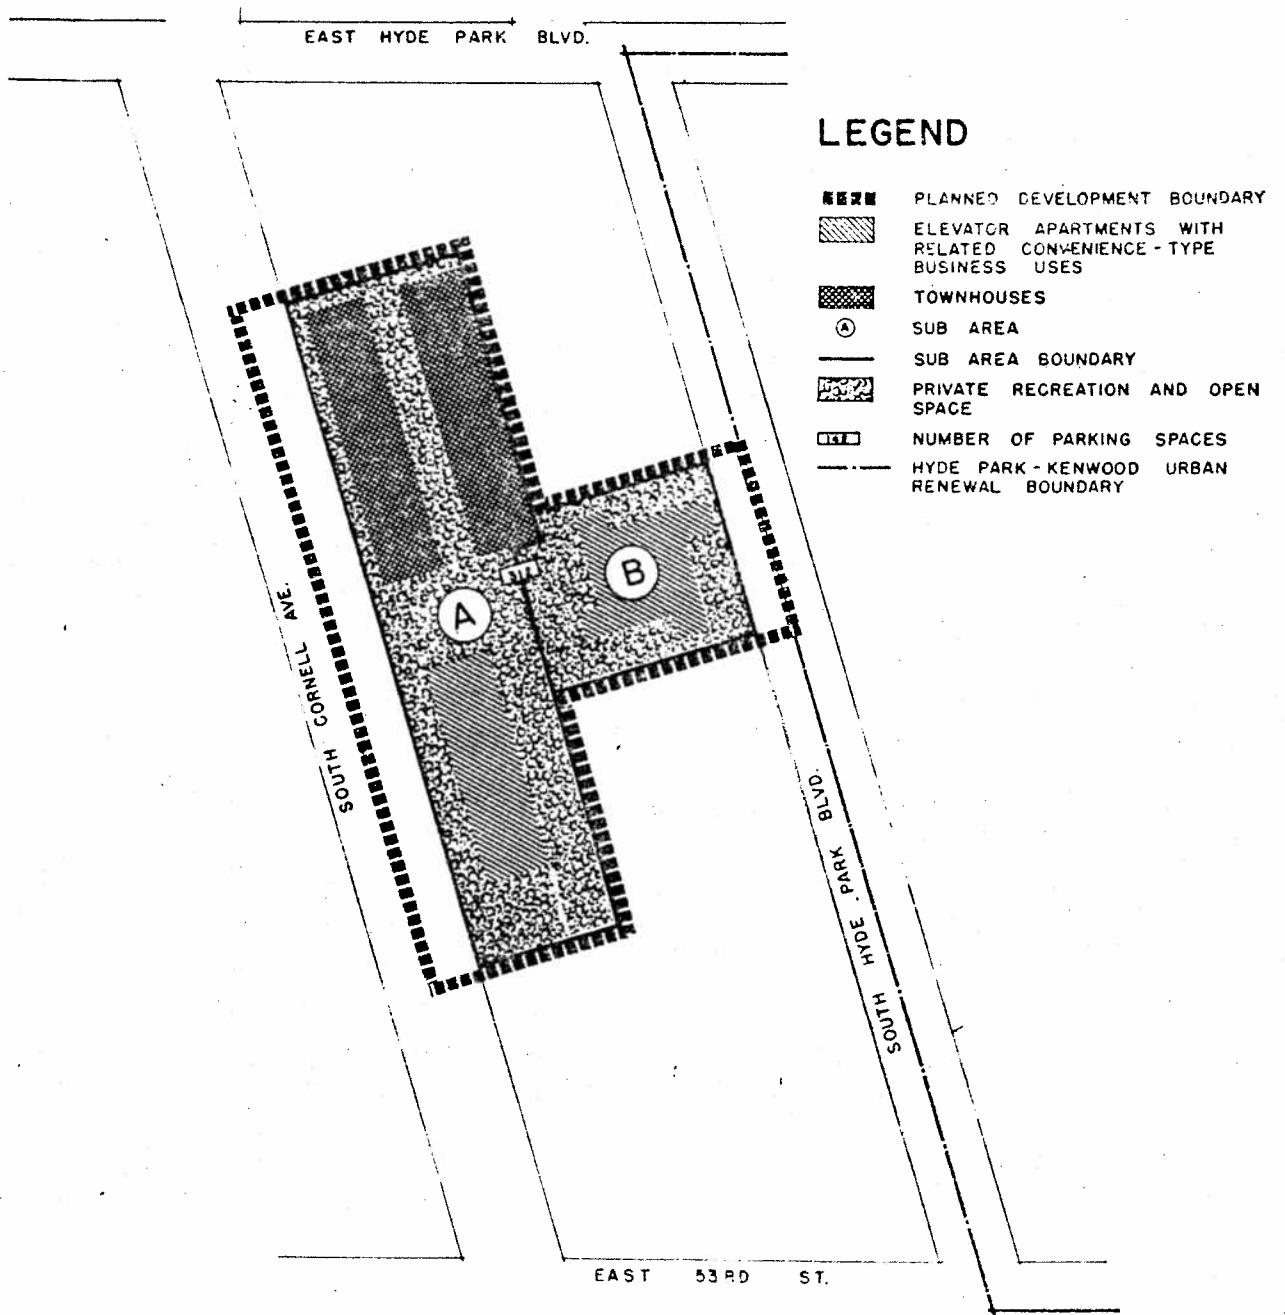 EAST HYDE PARK BLVD.
LEGEND
PLANNED DEVELOPMENT BOUNDARY
ELEVATOR APARTMENTS WITH
RELATED CONVENIENCE-TYPE
BUSINESS USES
TOWNHOUSES
A
SUB AREA
SUB AREA BOUNDARY
PRIVATE RECREATION AND OPEN
SPACE
NUMBER OF PARKING SPACES
HYDE PARK-KENWOOD URBAN
RENEWAL BOUNDARY
B
A
SOUTH CORNELL AVE.
SOUTH HYDE PARK BLVD.
EAST 53RD ST.